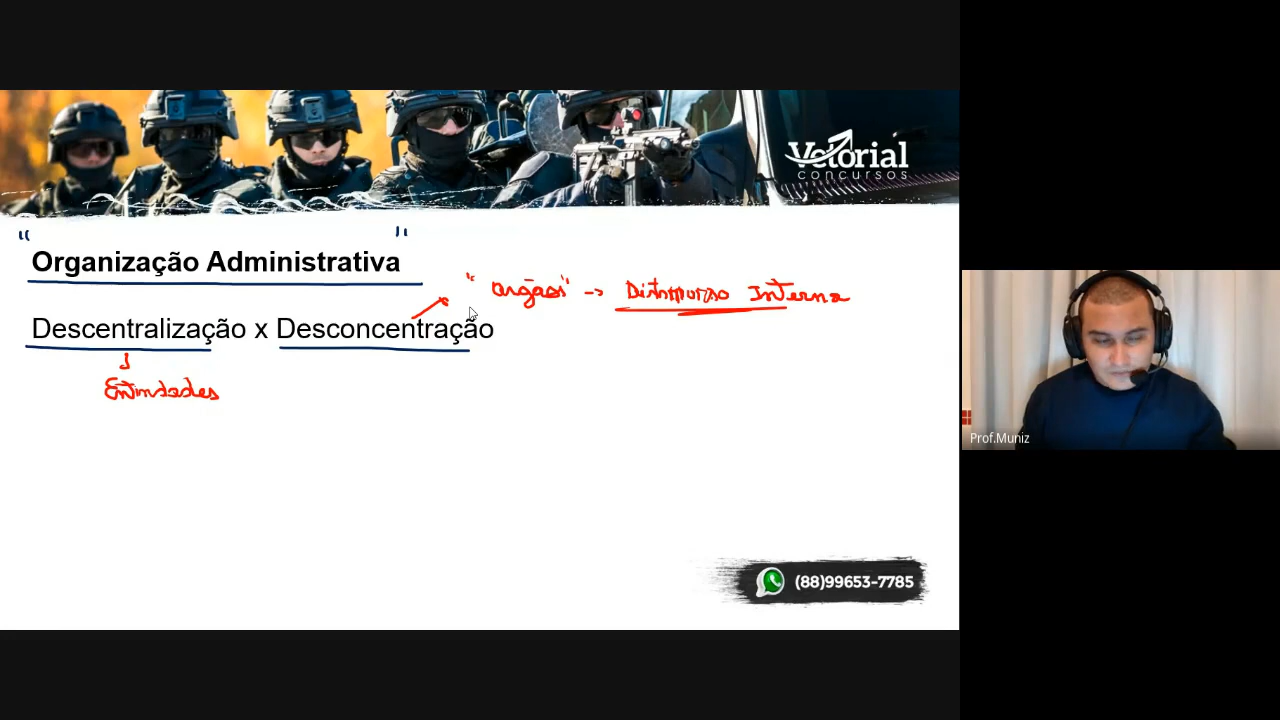 Vetorial
concursos
" Organização Administrativa "
"órgãos" -> Distribuição Interna
Descentralização x Desconcentração
Entidades
Prof.Muniz
(88)99653-7785